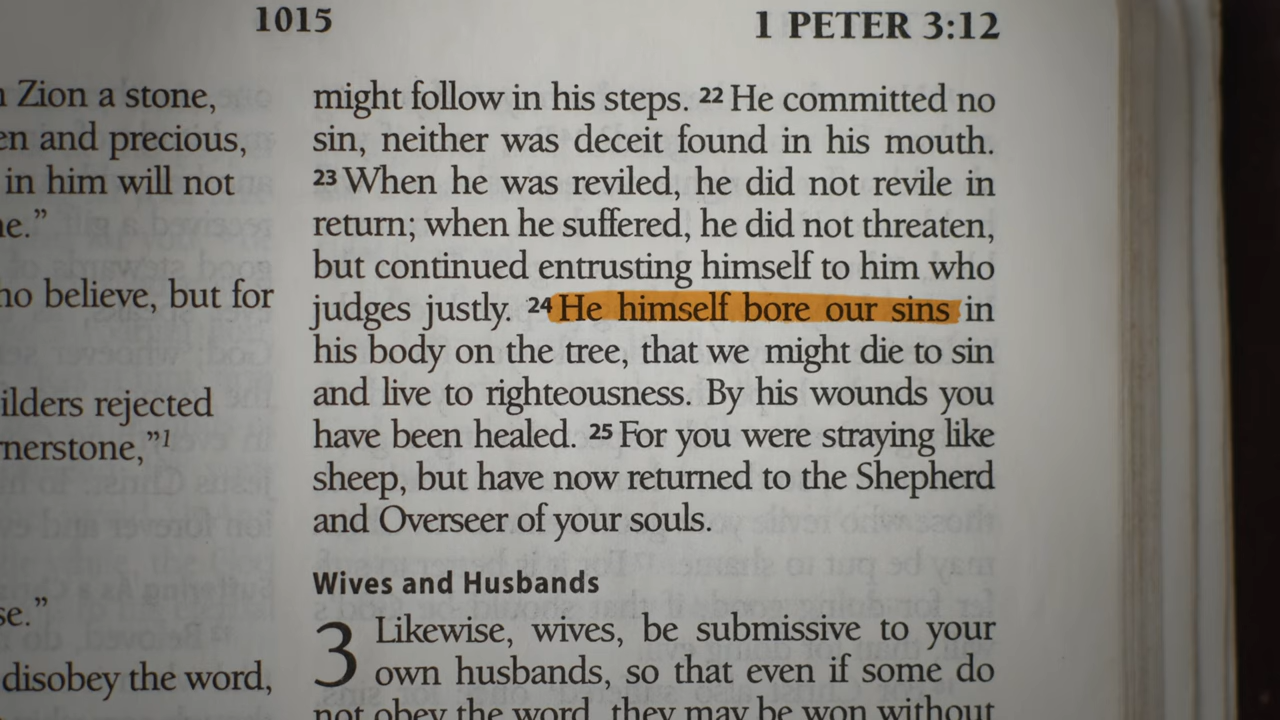 1015
1 PETER 3:12
Zion a stone,
and precious,
in him will not
believe, but for
rejected
disobey the word,
might follow in his steps. 22 He committed no
sin, neither was deceit found in his mouth.
23 When he was reviled, he did not revile in
return; when he suffered, he did not threaten,
but continued entrusting himself to him who
judges justly. 24 He himself bore our sins in
his body on the tree, that we might die to sin
and live to righteousness. By his wounds you
have been healed. 25 For you were straying like
sheep, but have now returned to the Shepherd
and Overseer of your souls.
Wives and Husbands
3 Likewise, wives, be submissive to your
own husbands, so that even if some do
not obey the word, they may be won without